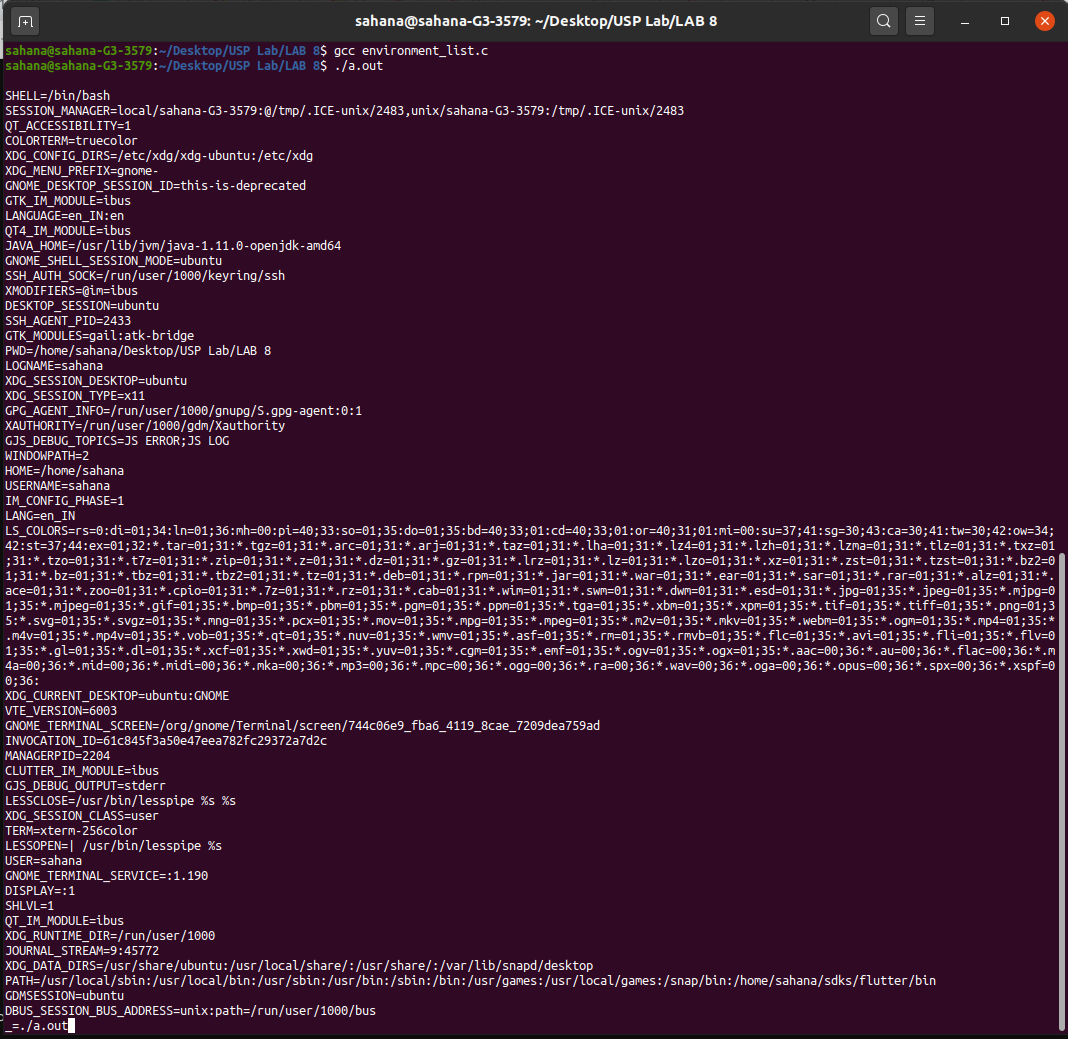 sahana@sahana-G3-3579: ~/Desktop/USP Lab/LAB 8
sahana@sahana-G3-3579:~/Desktop/USP Lab/LAB 8$ gcc environment_list.c
sahana@sahana-G3-3579:~/Desktop/USP Lab/LAB 8$ ./a.out
SHELL=/bin/bash
SESSION_MANAGER=local/sahana-G3-3579:@/tmp/.ICE-unix/2483,unix/sahana-G3-3579:/tmp/.ICE-unix/2483
QT_ACCESSIBILITY=1
COLORTERM=truecolor
XDG_CONFIG_DIRS=/etc/xdg/xdg-ubuntu:/etc/xdg
XDG_MENU_PREFIX=gnome-
GNOME_DESKTOP_SESSION_ID=this-is-deprecated
GTK_IM_MODULE=ibus
LANGUAGE=en_IN:en
QT4_IM_MODULE=ibus
JAVA_HOME=/usr/lib/jvm/java-1.11.0-openjdk-amd64
GNOME_SHELL_SESSION_MODE=ubuntu
SSH_AUTH_SOCK=/run/user/1000/keyring/ssh
XMODIFIERS=@im=ibus
DESKTOP_SESSION=ubuntu
SSH_AGENT_PID=2433
GTK_MODULES=gail:atk-bridge
PWD=/home/sahana/Desktop/USP Lab/LAB 8
LOGNAME=sahana
XDG_SESSION_DESKTOP=ubuntu
XDG_SESSION_TYPE=x11
GPG_AGENT_INFO=/run/user/1000/gnupg/S.gpg-agent:0:1
XAUTHORITY=/run/user/1000/gdm/Xauthority
GJS_DEBUG_TOPICS=JS ERROR;JS LOG
WINDOWPATH=2
HOME=/home/sahana
USERNAME=sahana
IM_CONFIG_PHASE=1
LANG=en_IN
LS_COLORS=rs=0:di=01;34:ln=01;36:mh=00:pi=40;33:so=01;35:do=01;35:bd=40;33;01:cd=40;33;01:or=40;31;01:mi=00:su=37;41:sg=30;43:ca=30;41:tw=30;42:ow=34;
42:st=37;44:ex=01;32:*.tar=01;31:*.tgz=01;31:*.arc=01;31:*.arj=01;31:*.taz=01;31:*.lha=01;31:*.lz4=01;31:*.lzh=01;31:*.lzma=01;31:*.tlz=01;31:*.txz=01
;31:*.tzo=01;31:*.t7z=01;31:*.zip=01;31:*.z=01;31:*.dz=01;31:*.gz=01;31:*.lrz=01;31:*.lz=01;31:*.lzo=01;31:*.xz=01;31:*.zst=01;31:*.tzst=01;31:*.bz2=0
1;31:*.bz=01;31:*.tbz=01;31:*.tbz2=01;31:*.tz=01;31:*.deb=01;31:*.rpm=01;31:*.jar=01;31:*.war=01;31:*.ear=01;31:*.sar=01;31:*.rar=01;31:*.alz=01;31:*.
ace=01;31:*.zoo=01;31:*.cpio=01;31:*.7z=01;31:*.rz=01;31:*.cab=01;31:*.wim=01;31:*.swm=01;31:*.dwm=01;31:*.esd=01;31:*.jpg=01;35:*.jpeg=01;35:*.mjpg=0
1;35:*.mjpeg=01;35:*.gif=01;35:*.bmp=01;35:*.pbm=01;35:*.pgm=01;35:*.ppm=01;35:*.tga=01;35:*.xbm=01;35:*.xpm=01;35:*.tif=01;35:*.tiff=01;35:*.png=01;3
5:*.svg=01;35:*.svgz=01;35:*.mng=01;35:*.pcx=01;35:*.mov=01;35:*.mpg=01;35:*.mpeg=01;35:*.m2v=01;35:*.mkv=01;35:*.webm=01;35:*.ogm=01;35:*.mp4=01;35:*
.m4v=01;35:*.mp4v=01;35:*.vob=01;35:*.qt=01;35:*.nuv=01;35:*.wmv=01;35:*.asf=01;35:*.rm=01;35:*.rmvb=01;35:*.flc=01;35:*.avi=01;35:*.fli=01;35:*.flv=0
1;35:*.gl=01;35:*.dl=01;35:*.xcf=01;35:*.xwd=01;35:*.yuv=01;35:*.cgm=01;35:*.emf=01;35:*.ogv=01;35:*.ogx=01;35:*.aac=00;36:*.au=00;36:*.flac=00;36:*.m
4a=00;36:*.mid=00;36:*.midi=00;36:*.mka=00;36:*.mp3=00;36:*.mpc=00;36:*.ogg=00;36:*.ra=00;36:*.wav=00;36:*.oga=00;36:*.opus=00;36:*.spx=00;36:*.xspf=0
0;36:
XDG_CURRENT_DESKTOP=ubuntu:GNOME
VTE_VERSION=6003
GNOME_TERMINAL_SCREEN=/org/gnome/Terminal/screen/744c06e9_fba6_4119_8cae_7209dea759ad
INVOCATION_ID=61c845f3a50e47eea782fc29372a7d2c
MANAGERPID=2204
CLUTTER_IM_MODULE=ibus
GJS_DEBUG_OUTPUT=stderr
LESSCLOSE=/usr/bin/lesspipe %s %s
XDG_SESSION_CLASS=user
TERM=xterm-256color
LESSOPEN=| /usr/bin/lesspipe %s
USER=sahana
GNOME_TERMINAL_SERVICE=:1.190
DISPLAY=:1
SHLVL=1
QT_IM_MODULE=ibus
XDG_RUNTIME_DIR=/run/user/1000
JOURNAL_STREAM=9:45772
XDG_DATA_DIRS=/usr/share/ubuntu:/usr/local/share/:/usr/share/:/var/lib/snapd/desktop
PATH=/usr/local/sbin:/usr/local/bin:/usr/sbin:/usr/bin:/sbin:/bin:/usr/games:/usr/local/games:/snap/bin:/home/sahana/sdks/flutter/bin
GDMSESSION=ubuntu
DBUS_SESSION_BUS_ADDRESS=unix:path=/run/user/1000/bus
_=./a.out